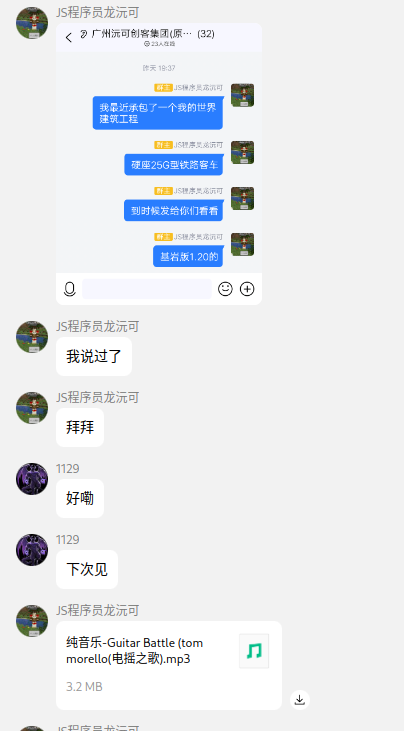 JS程序员龙沅可
广州沅可创客集团(原… (32)
23人在线
昨天 18:37
群主 JS程序员龙沅可
我最近承包了一个我的世界
建筑工程
群主 JS程序员龙沅可
硬座25G型铁路客车
群主 JS程序员龙沅可
到时候发给你们看看
群主 JS程序员龙沅可
基岩版1.20的
JS程序员龙沅可
我说过了
JS程序员龙沅可
拜拜
1129
好嘞
1129
下次见
JS程序员龙沅可
纯音乐-Guitar Battle (tom
morello(电摇之歌).mp3
3.2 MB
JS程序员龙沅可